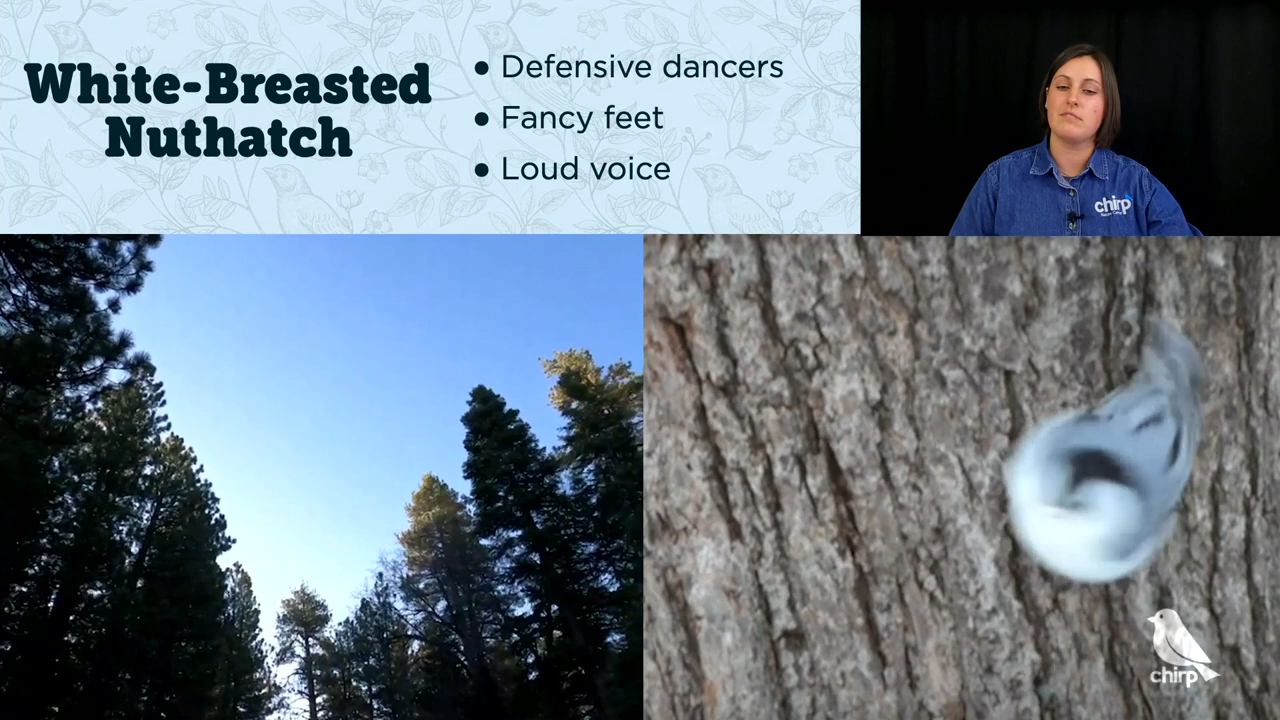 White-Breasted
Nuthatch
● Defensive dancers
● Fancy feet
● Loud voice
chirp
chirp